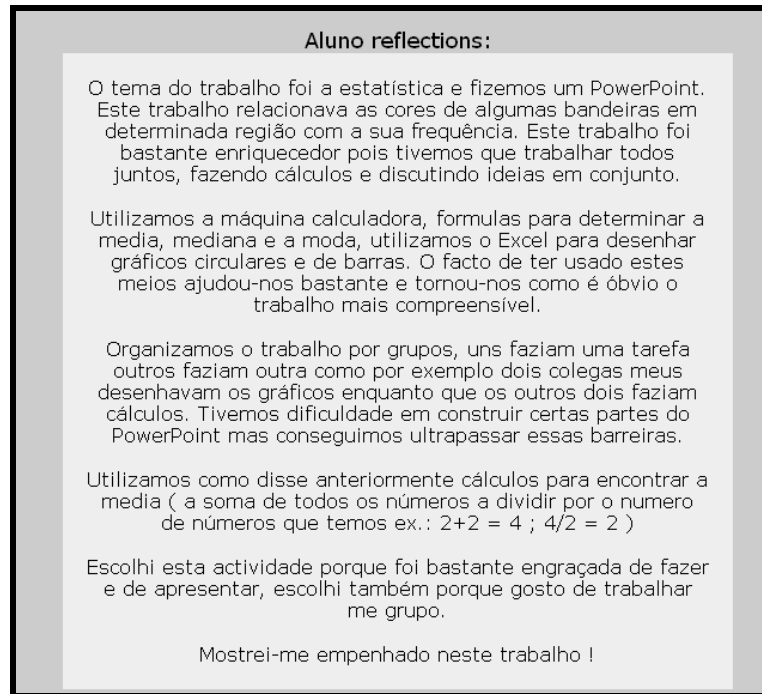 Aluno reflections:
O tema do trabalho foi a estatística e fizemos um PowerPoint.
Este trabalho relacionava as cores de algumas bandeiras em
determinada região com a sua frequência. Este trabalho foi
bastante enriquecedor pois tivemos que trabalhar todos
juntos, fazendo cálculos e discutindo ideias em conjunto.
Utilizamos a máquina calculadora, formulas para determinar a
media, mediana e a moda, utilizamos o Excel para desenhar
gráficos circulares e de barras. O facto de ter usado estes
meios ajudou-nos bastante e tornou-nos como é óbvio o
trabalho mais compreensível.
Organizamos o trabalho por grupos, uns faziam uma tarefa
outros faziam outra como por exemplo dois colegas meus
desenhavam os gráficos enquanto que os outros dois faziam
cálculos. Tivemos dificuldade em construir certas partes do
PowerPoint mas conseguimos ultrapassar essas barreiras.
Utilizamos como disse anteriormente cálculos para encontrar a
media ( a soma de todos os números a dividir por o numero
de números que temos ex.: 2+2 = 4 ; 4/2 = 2 )
Escolhi esta actividade porque foi bastante engraçada de fazer
e de apresentar, escolhi também porque gosto de trabalhar
me grupo.
Mostrei-me empenhado neste trabalho !